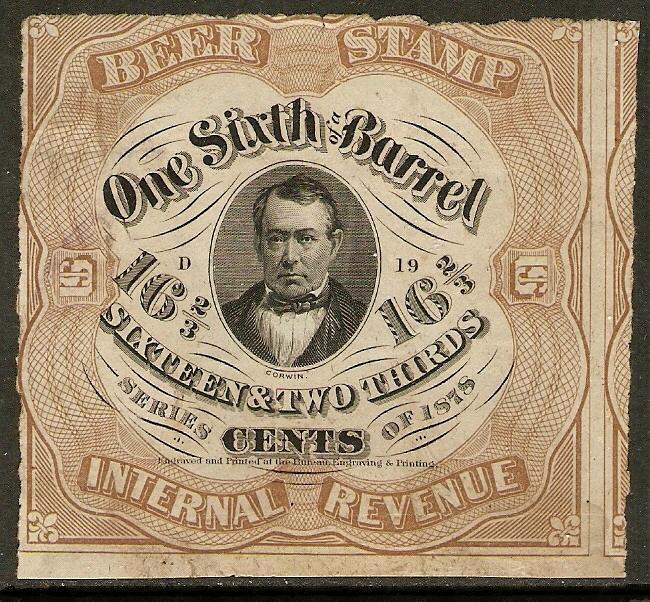 BEER STAMP
One Sixth of a Barrel
D 19
16 2/3 16 2/3
CORWIN.
SIXTEEN & TWO THIRDS
CENTS
SERIES OF 1878
Engraved and Printed at the Bureau, Engraving & Printing.
INTERNAL REVENUE